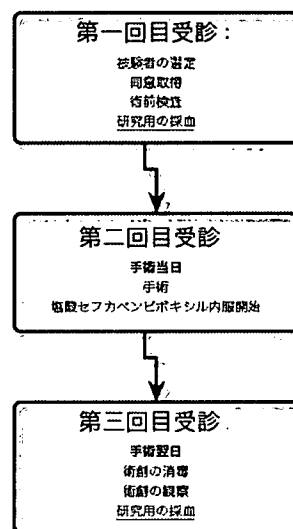 第一回目受診：
被験者の選定
同意取得
術前検査
研究用の採血
第二回目受診
手術当日
手術
塩酸セフカペンピボキシル内服開始
第三回目受診
手術翌日
術創の消毒
術創の観察
研究用の採血